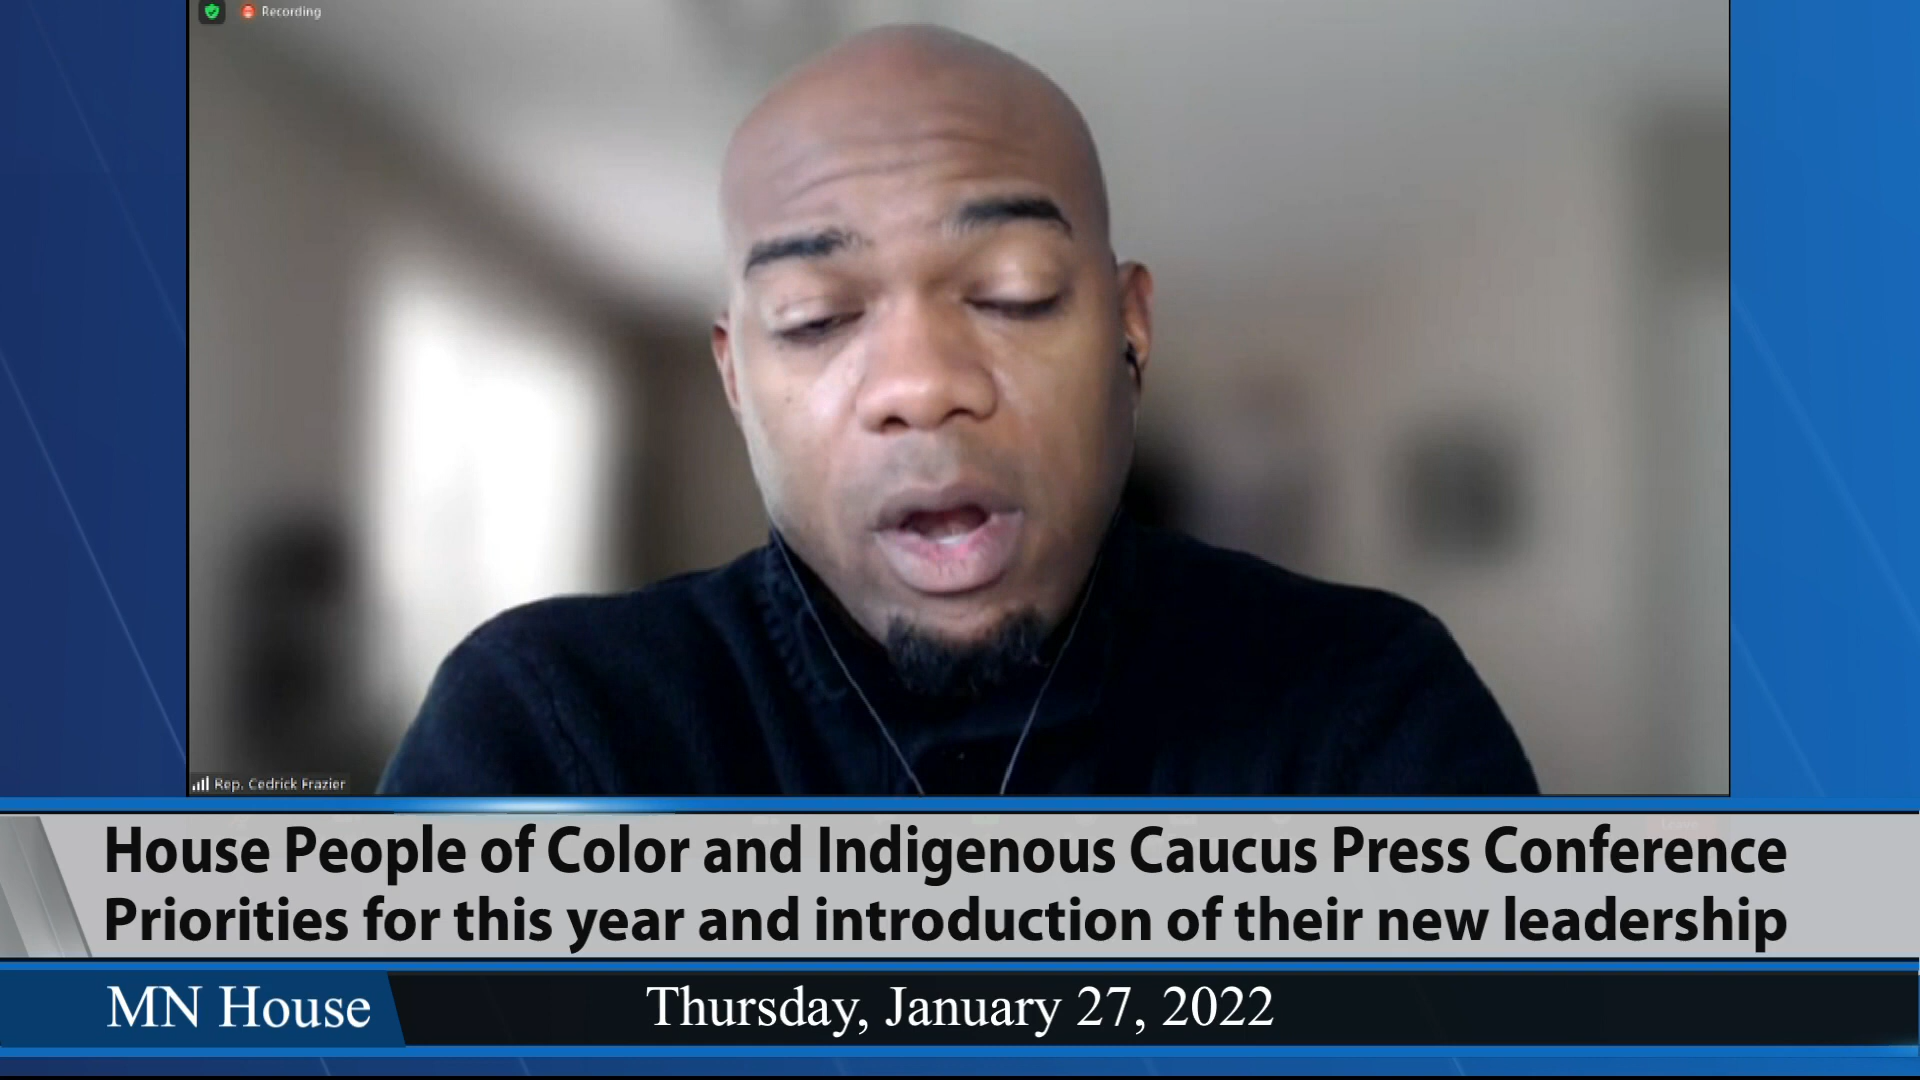 Recording
Rep. Cedrick Frazier
House People of Color and Indigenous Caucus Press Conference
Priorities for this year and introduction of their new leadership
MN House
Thursday, January 27, 2022